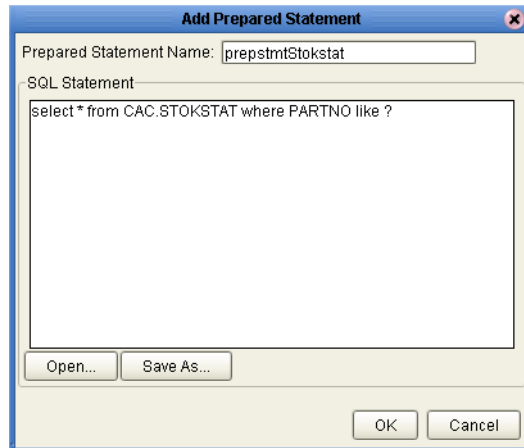 Add Prepared Statement
Prepared Statement Name: prepstmtStokstat
SQL Statement
select * from CAC.STOKSTAT where PARTNO like ?
Open... Save As...
OK Cancel